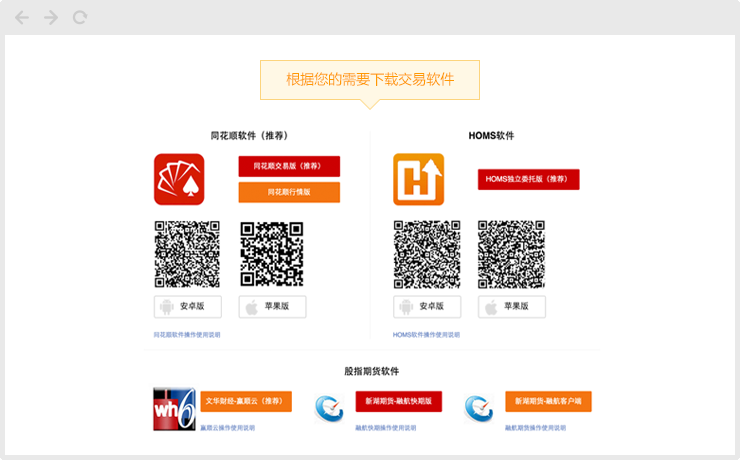 根据您的需要下载交易软件
同花顺软件（推荐）
同花顺交易版（推荐）
同花顺行情版
安卓版
苹果版
同花顺软件操作使用说明
HOMS软件
HOMS独立委托版（推荐）
安卓版
苹果版
HOMS软件操作使用说明
股指期货软件
wh6
文华财经-赢顺云（推荐）
赢顺云操作使用说明
新湖期货-融航快期版
融航快期操作使用说明
新湖期货-融航客户端
融航期货操作使用说明